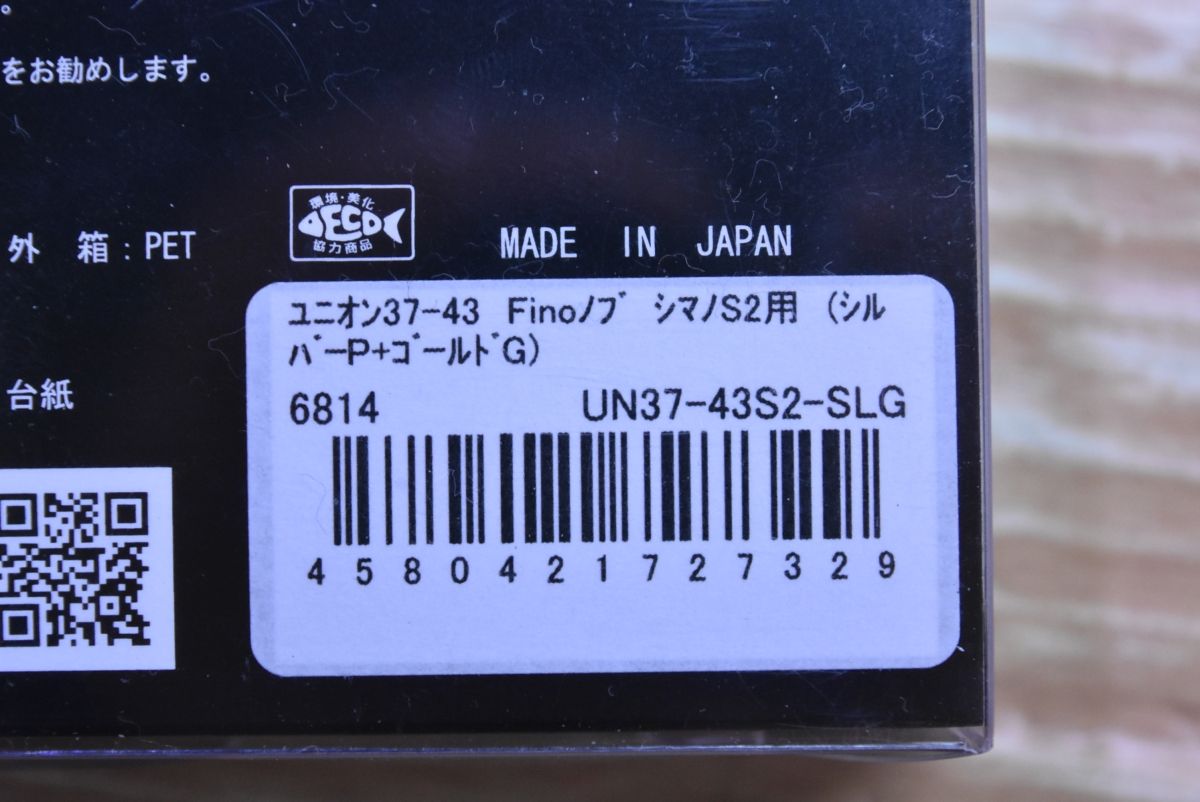 をお勧めします。
環境・美化
ECO
協力商品
外 箱：PET
MADE IN JAPAN
ﾕﾆｵﾝ37-43 Finoﾉﾌﾞ ｼﾏﾉS2用 (ｼﾙ
ﾊﾞｰP+ｺﾞｰﾙﾄﾞG)
台紙
6814 UN37-43S2-SLG
4580421727329